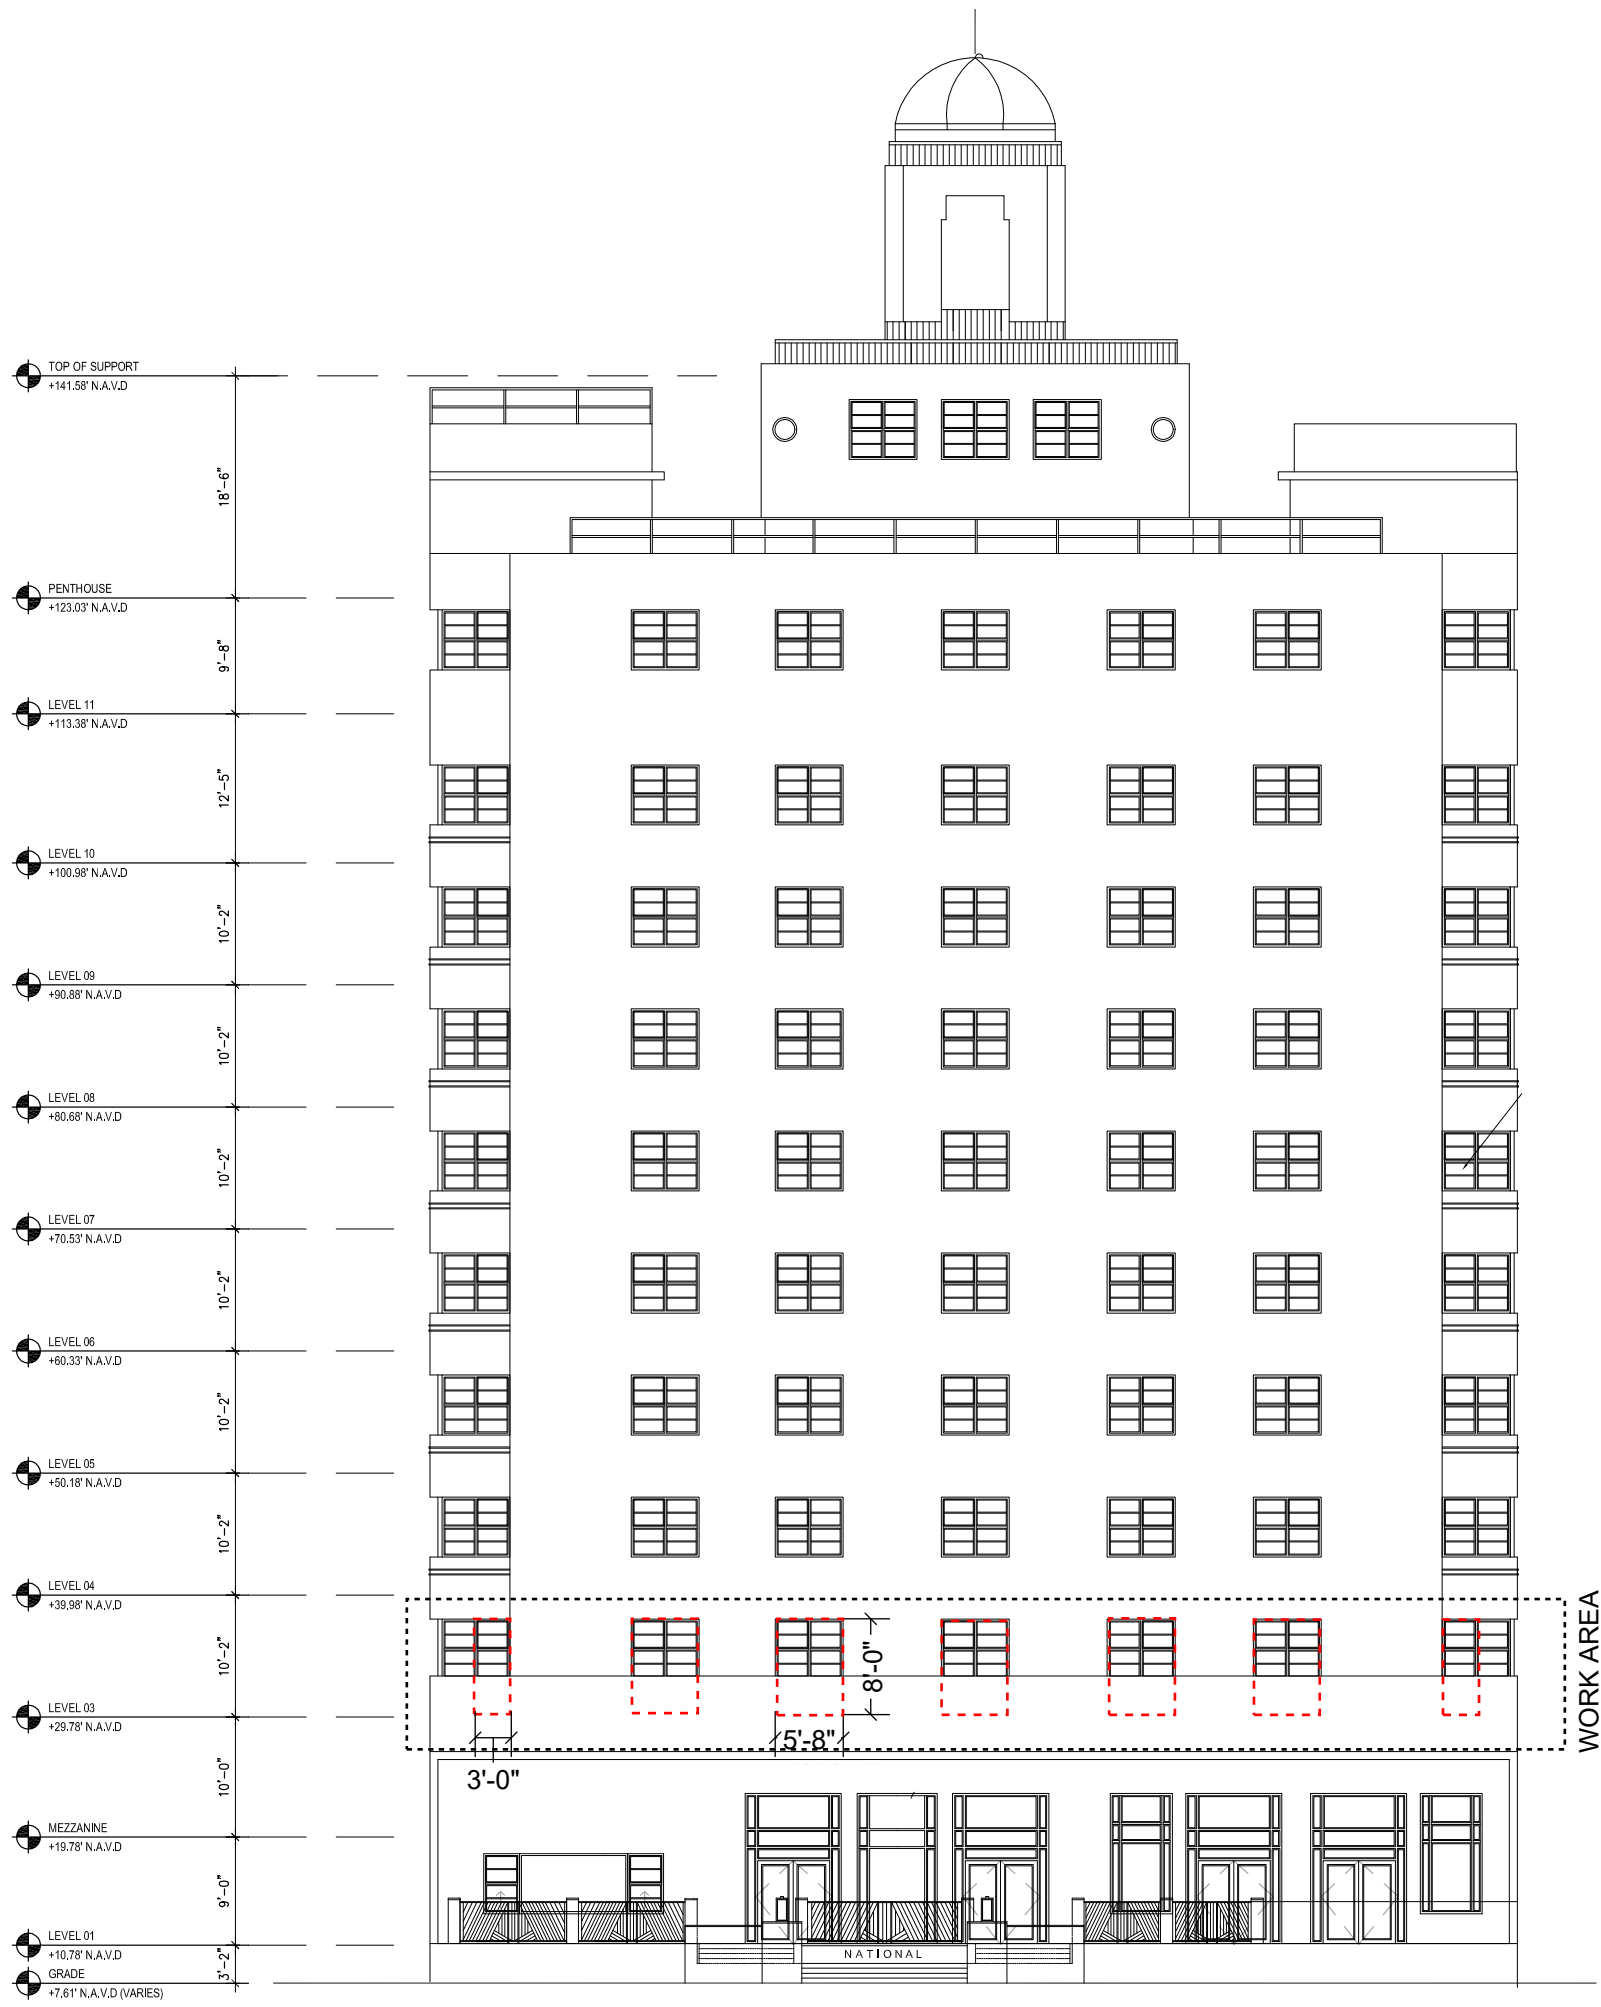 TOP OF SUPPORT
+141.58' N.A.V.D
18'-6"
PENTHOUSE
+123.03' N.A.V.D
9'-8"
LEVEL 11
+113.38' N.A.V.D
12'-5"
LEVEL 10
+100.98' N.A.V.D
10'-2"
LEVEL 09
+90.88' N.A.V.D
10'-2"
LEVEL 08
+80.68' N.A.V.D
10'-2"
LEVEL 07
+70.53' N.A.V.D
10'-2"
LEVEL 06
+60.33' N.A.V.D
10'-2"
LEVEL 05
+50.18' N.A.V.D
10'-2"
LEVEL 04
+39.98' N.A.V.D
10'-2"
LEVEL 03
+29.78' N.A.V.D
10'-0"
MEZZANINE
+19.78' N.A.V.D
9'-0"
LEVEL 01
+10.78' N.A.V.D
3'-2"
GRADE
+7.61' N.A.V.D (VARIES)
8'-0"
5'-8"
3'-0"
WORK AREA
NATIONAL